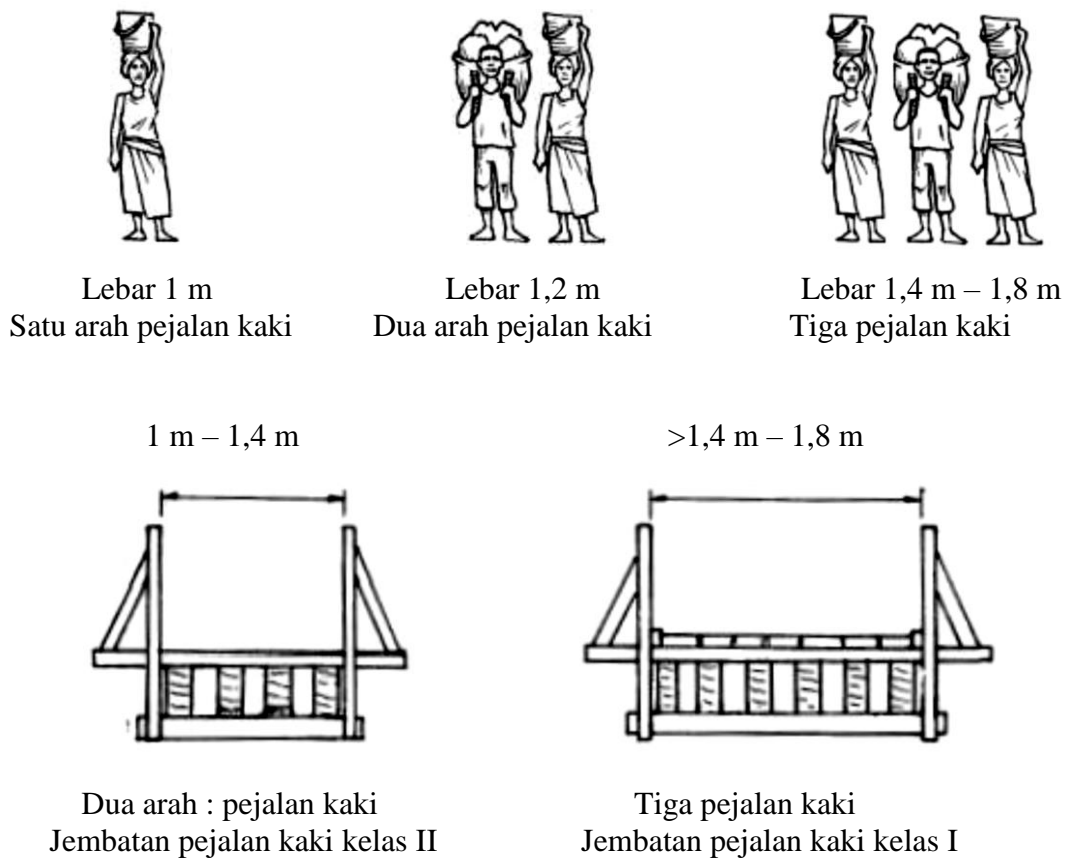 Lebar 1 m
Satu arah pejalan kaki
Lebar 1,2 m
Dua arah pejalan kaki
Lebar 1,4 m – 1,8 m
Tiga pejalan kaki
1 m – 1,4 m
>1,4 m – 1,8 m
Dua arah : pejalan kaki
Jembatan pejalan kaki kelas II
Tiga pejalan kaki
Jembatan pejalan kaki kelas I